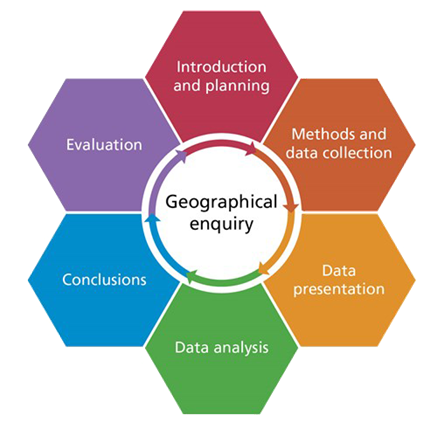 Introduction
and planning
Methods and
data collection
Data
presentation
Data analysis
Conclusions
Evaluation
Geographical
enquiry